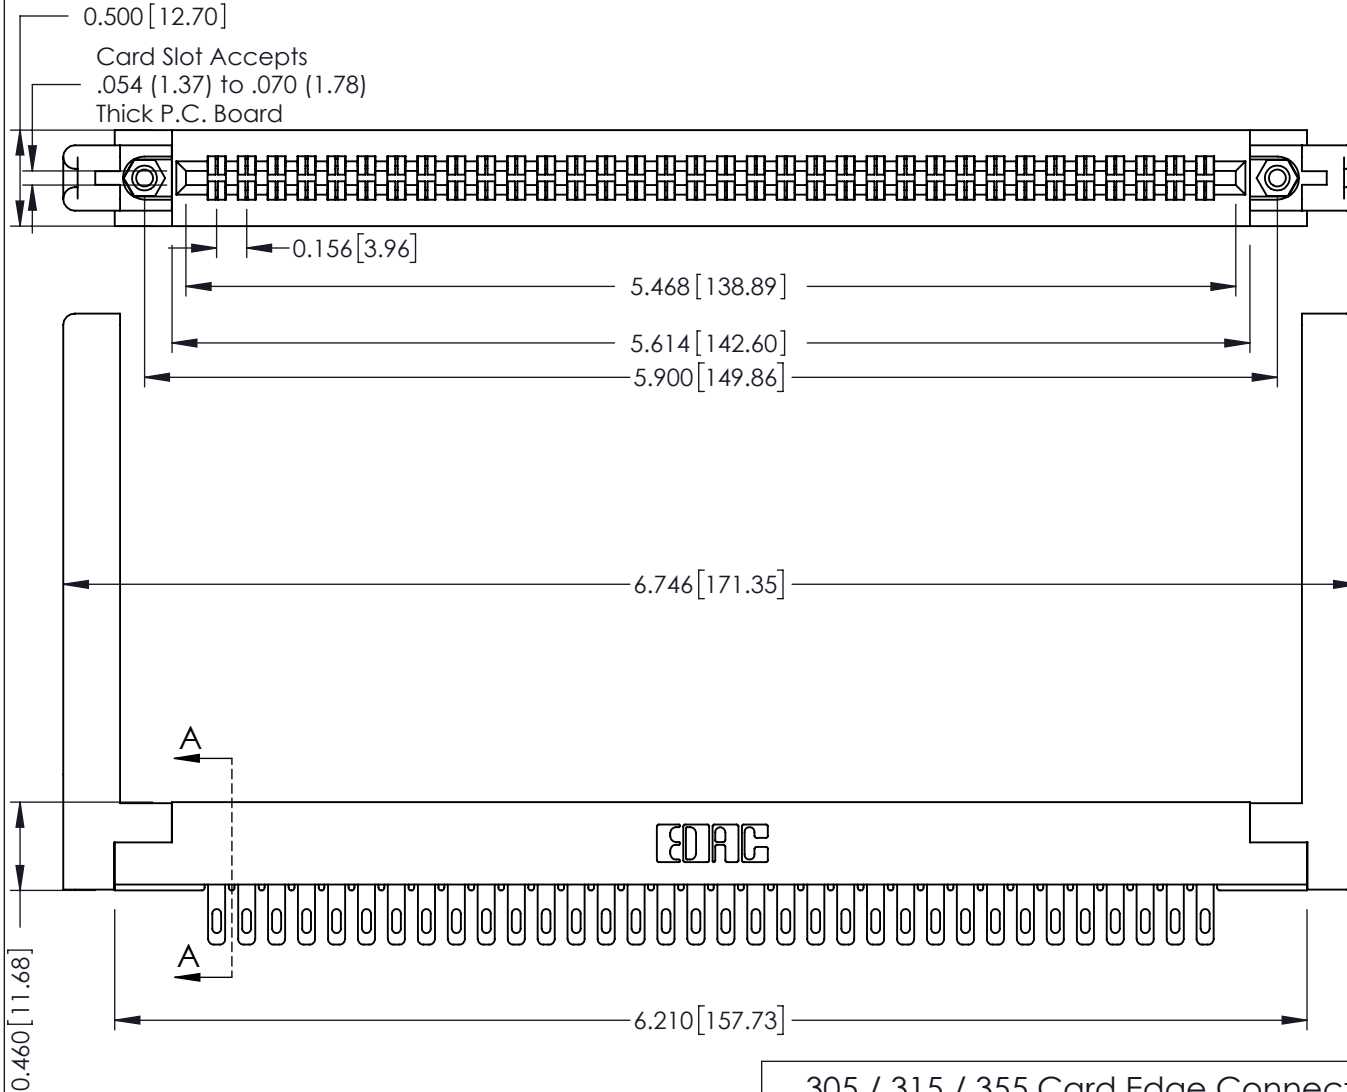 0.500[12.70]
Card Slot Accepts
.054 (1.37) to .070 (1.78)
Thick P.C. Board
0.156[3.96]
5.468[138.89]
5.614[142.60]
5.900[149.86]
6.746[171.35]
A
EDAC
A
0.460[11.68]
6.210[157.73]
305 / 315 / 355 Card Edge Connect